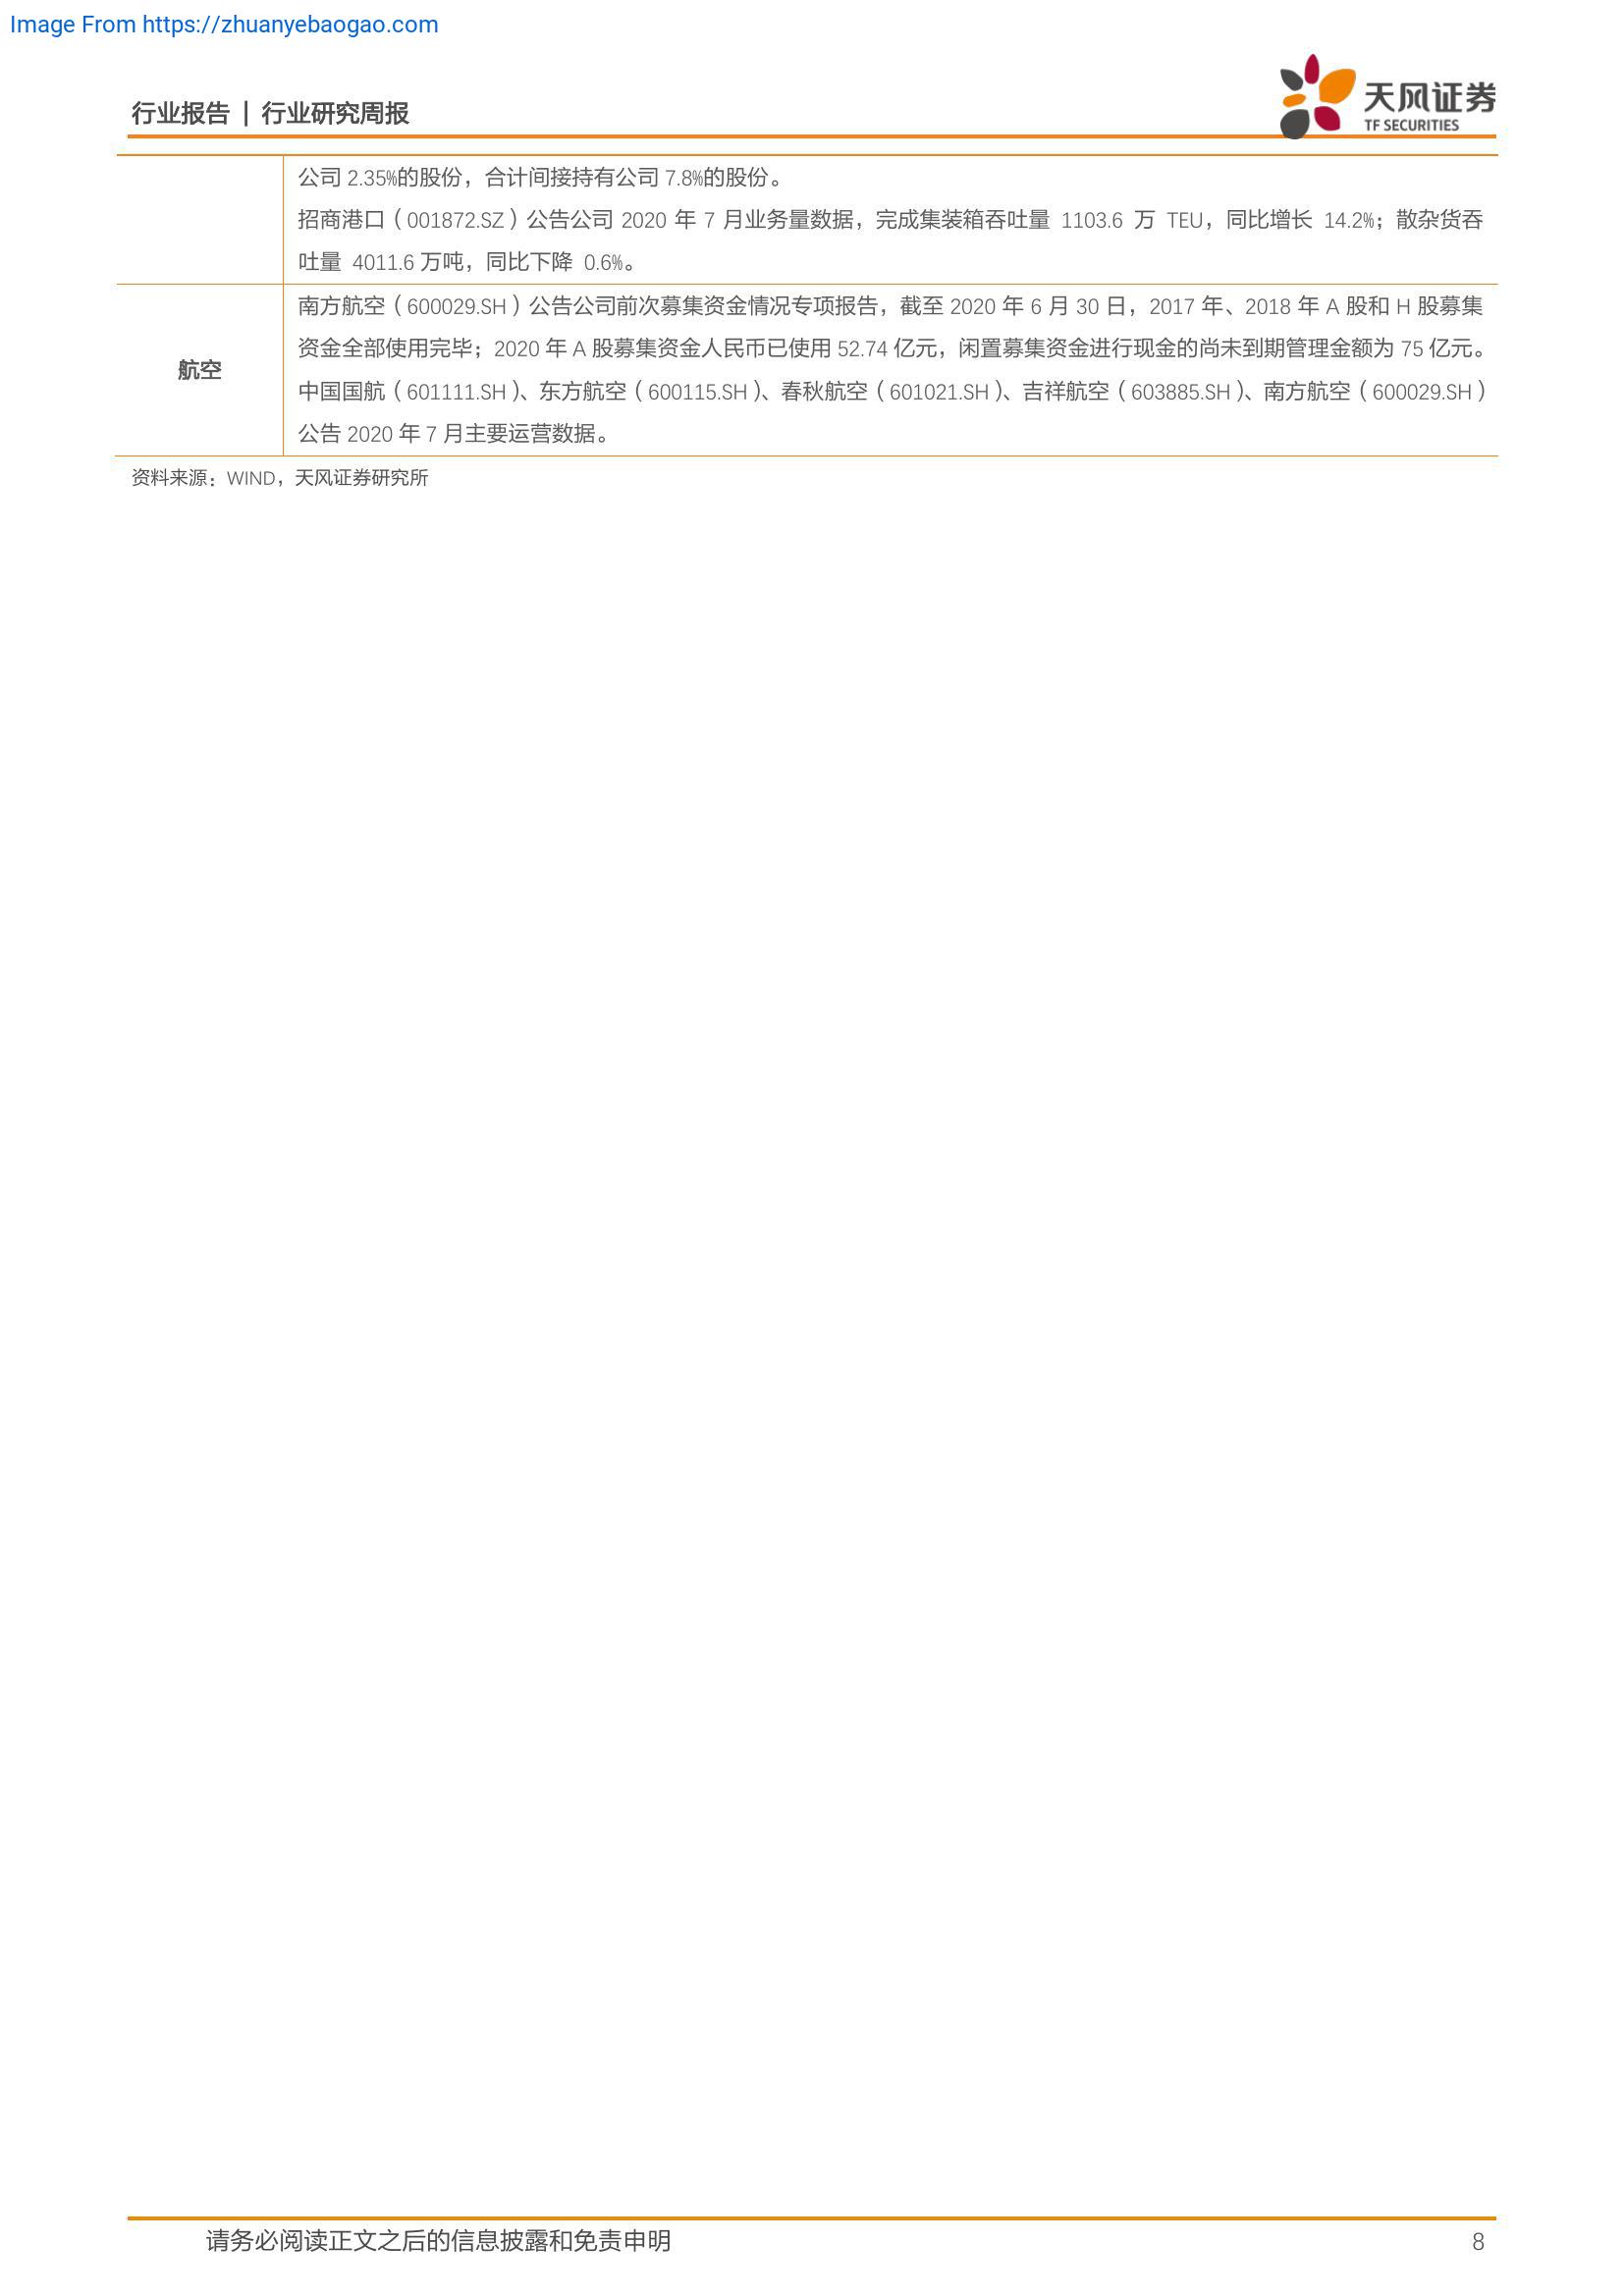 Image From https://zhuanyebaogao.com
行业报告 | 行业研究周报
天风证券
TF SECURITIES
公司 2.35%的股份，合计间接持有公司 7.8%的股份。
招商港口（001872.SZ）公告公司 2020 年 7 月业务量数据，完成集装箱吞吐量 1103.6 万 TEU，同比增长 14.2%；散杂货吞
吐量 4011.6 万吨，同比下降 0.6%。
航空
南方航空（600029.SH）公告公司前次募集资金情况专项报告，截至 2020 年 6 月 30 日，2017 年、2018 年 A 股和 H 股募集
资金全部使用完毕；2020 年 A 股募集资金人民币已使用 52.74 亿元，闲置募集资金进行现金的尚未到期管理金额为 75 亿元。
中国国航（601111.SH）、东方航空（600115.SH）、春秋航空（601021.SH）、吉祥航空（603885.SH）、南方航空（600029.SH）
公告 2020 年 7 月主要运营数据。
资料来源：WIND，天风证券研究所
请务必阅读正文之后的信息披露和免责申明
8